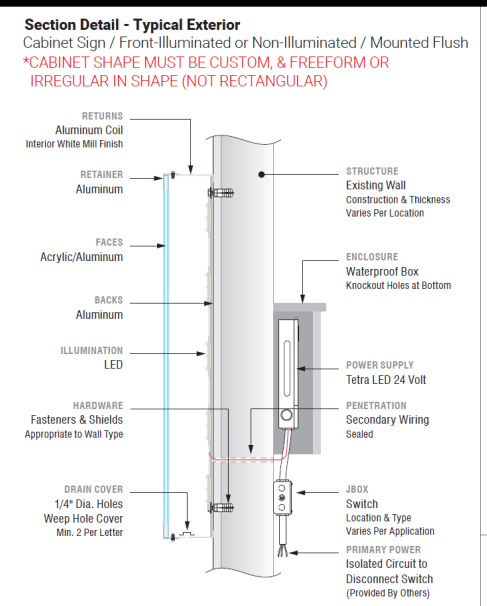 Section Detail - Typical Exterior
Cabinet Sign / Front-Illuminated or Non-Illuminated / Mounted Flush
*CABINET SHAPE MUST BE CUSTOM, & FREEFORM OR
IRREGULAR IN SHAPE (NOT RECTANGULAR)
RETURNS
Aluminum Coil
Interior White Mill Finish
RETAINER
Aluminum
FACES
Acrylic/Aluminum
BACKS
Aluminum
ILLUMINATION
LED
HARDWARE
Fasteners & Shields
Appropriate to Wall Type
DRAIN COVER
1/4" Dia. Holes
Weep Hole Cover
Min. 2 Per Letter
STRUCTURE
Existing Wall
Construction & Thickness
Varies Per Location
ENCLOSURE
Waterproof Box
Knockout Holes at Bottom
POWER SUPPLY
Tetra LED 24 Volt
PENETRATION
Secondary Wiring
Sealed
JBOX
Switch
Location & Type
Varies Per Application
PRIMARY POWER
Isolated Circuit to
Disconnect Switch
(Provided By Others)